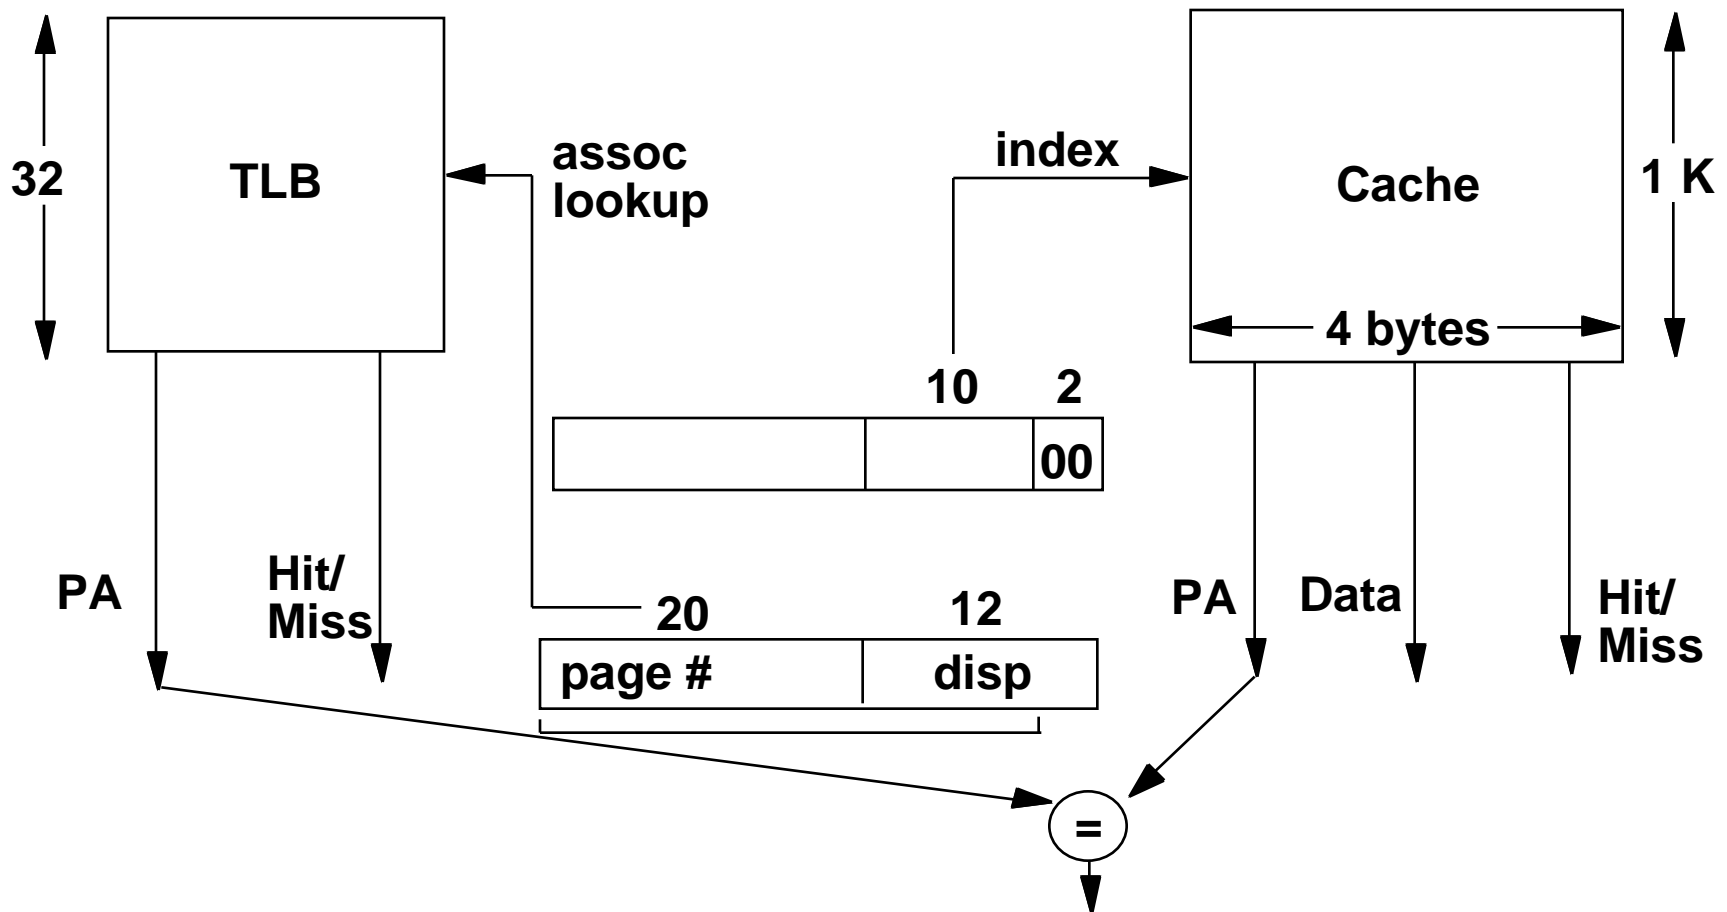 32
TLB
assoc
lookup
index
Cache
1 K
4 bytes
10
2
00
PA
Hit/
Miss
20
12
page #
disp
PA
Data
Hit/
Miss
=